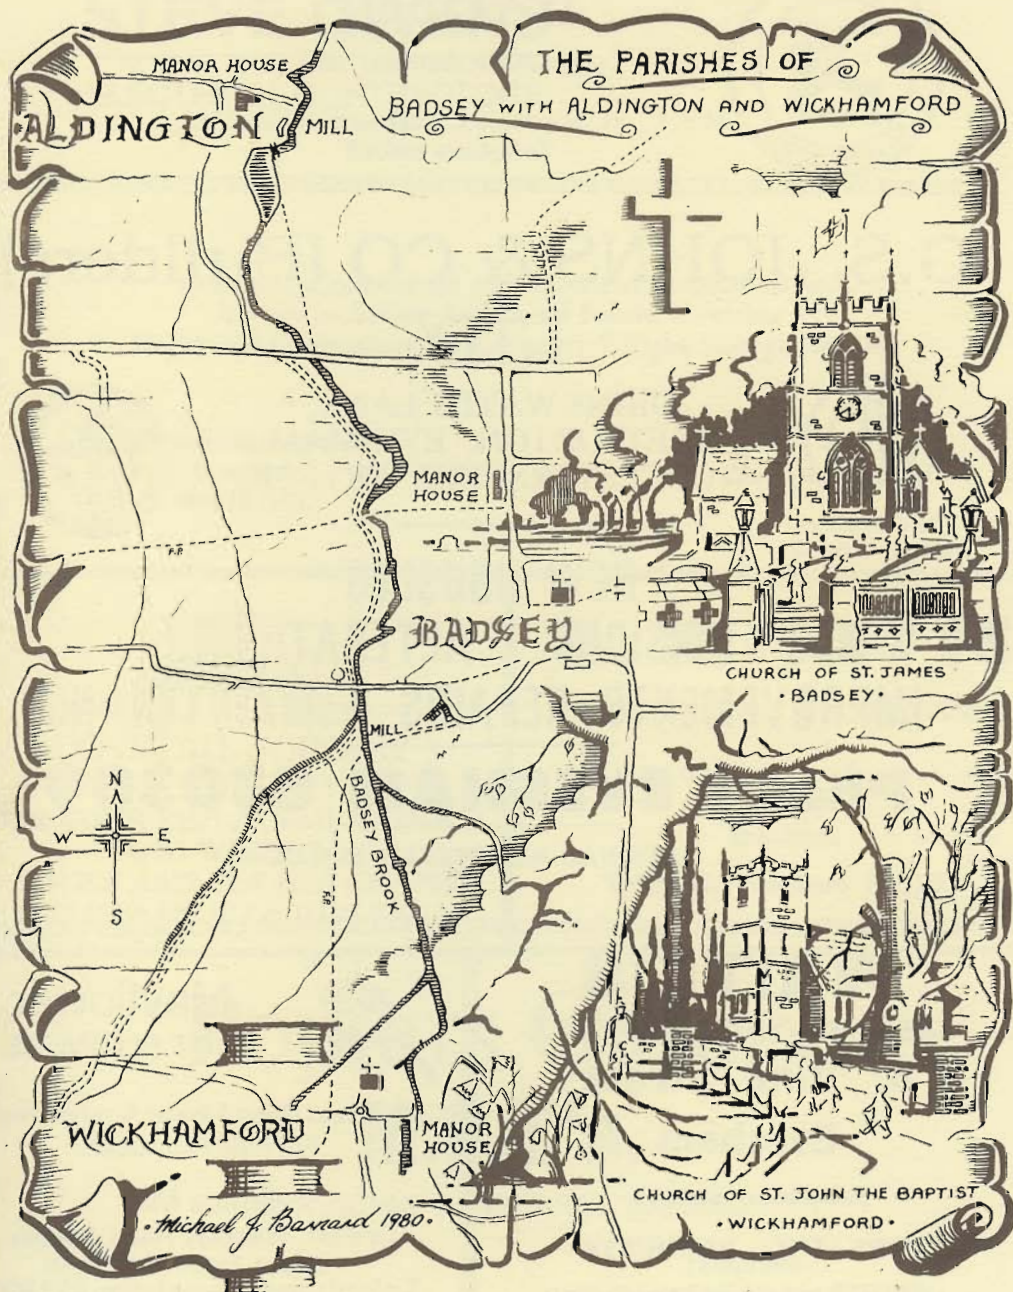 THE PARISHES OF
BADSEY WITH ALDINGTON AND WICKHAMFORD
MANOR HOUSE
ALDINGTON
MILL
MANOR
HOUSE
F.P.
BADSEY
CHURCH OF ST. JAMES
· BADSEY ·
MILL
N
W E
S
BADSEY BROOK
F.P.
WICKHAMFORD
MANOR
HOUSE
CHURCH OF ST. JOHN THE BAPTIST
· WICKHAMFORD ·
· Michael J. Barnard 1980 ·